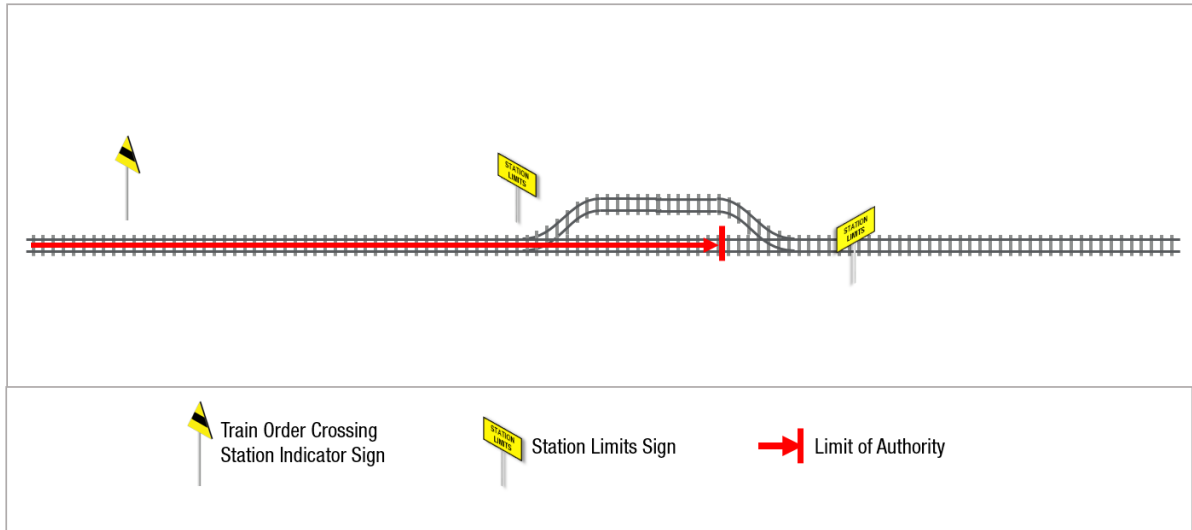 STATION
LIMITS
STATION
LIMITS
Train Order Crossing
Station Indicator Sign
STATION
LIMITS
Station Limits Sign
Limit of Authority